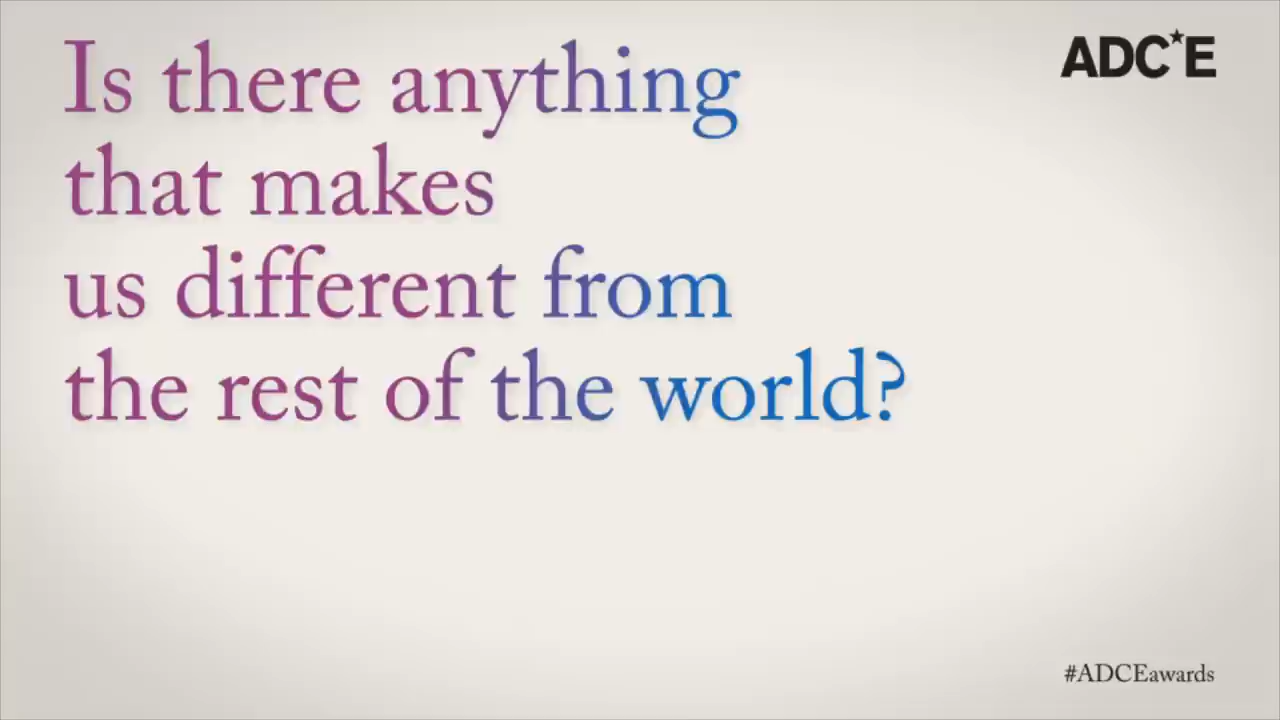 Is there anything
that makes
us different from
the rest of the world?
ADC*E
#ADCEawards